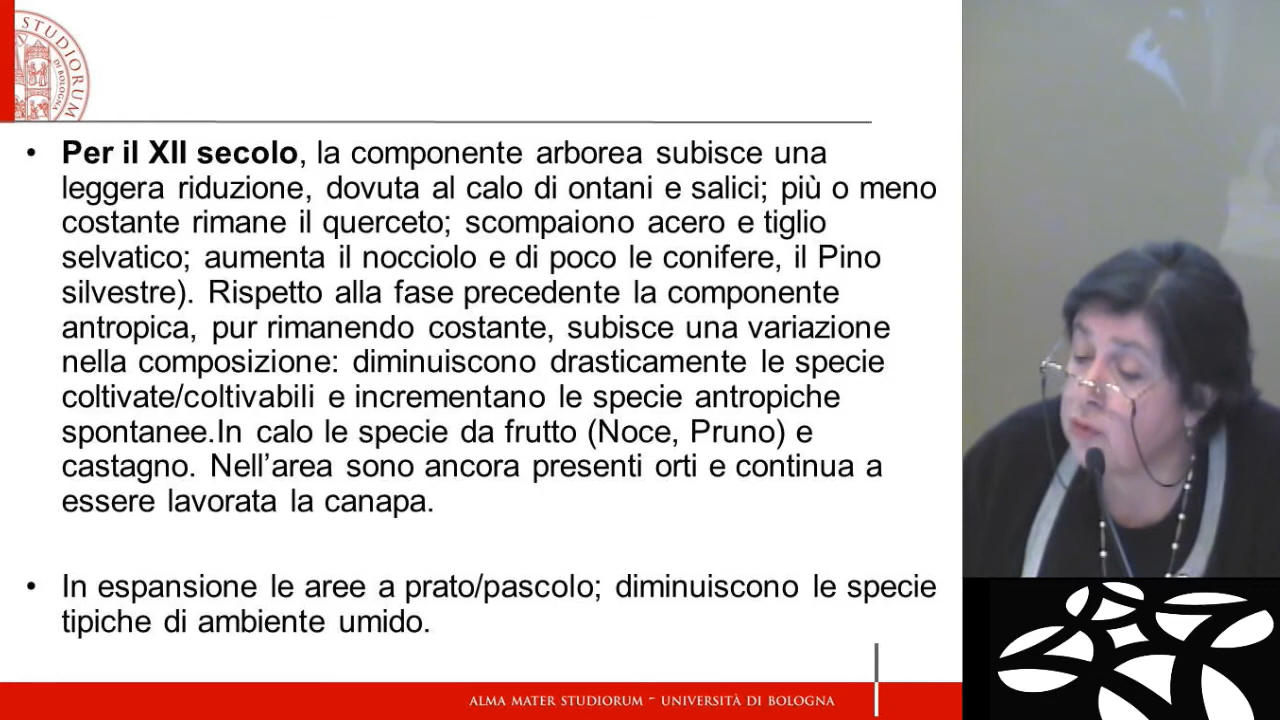 STUDIORUM
DI BOLOGNA
• Per il XII secolo, la componente arborea subisce una
leggera riduzione, dovuta al calo di ontani e salici; più o meno
costante rimane il querceto; scompaiono acero e tiglio
selvatico; aumenta il nocciolo e di poco le conifere, il Pino
silvestre). Rispetto alla fase precedente la componente
antropica, pur rimanendo costante, subisce una variazione
nella composizione: diminuiscono drasticamente le specie
coltivate/coltivabili e incrementano le specie antropiche
spontanee.In calo le specie da frutto (Noce, Pruno) e
castagno. Nell’area sono ancora presenti orti e continua a
essere lavorata la canapa.
• In espansione le aree a prato/pascolo; diminuiscono le specie
tipiche di ambiente umido.
ALMA MATER STUDIORUM - UNIVERSITÀ DI BOLOGNA